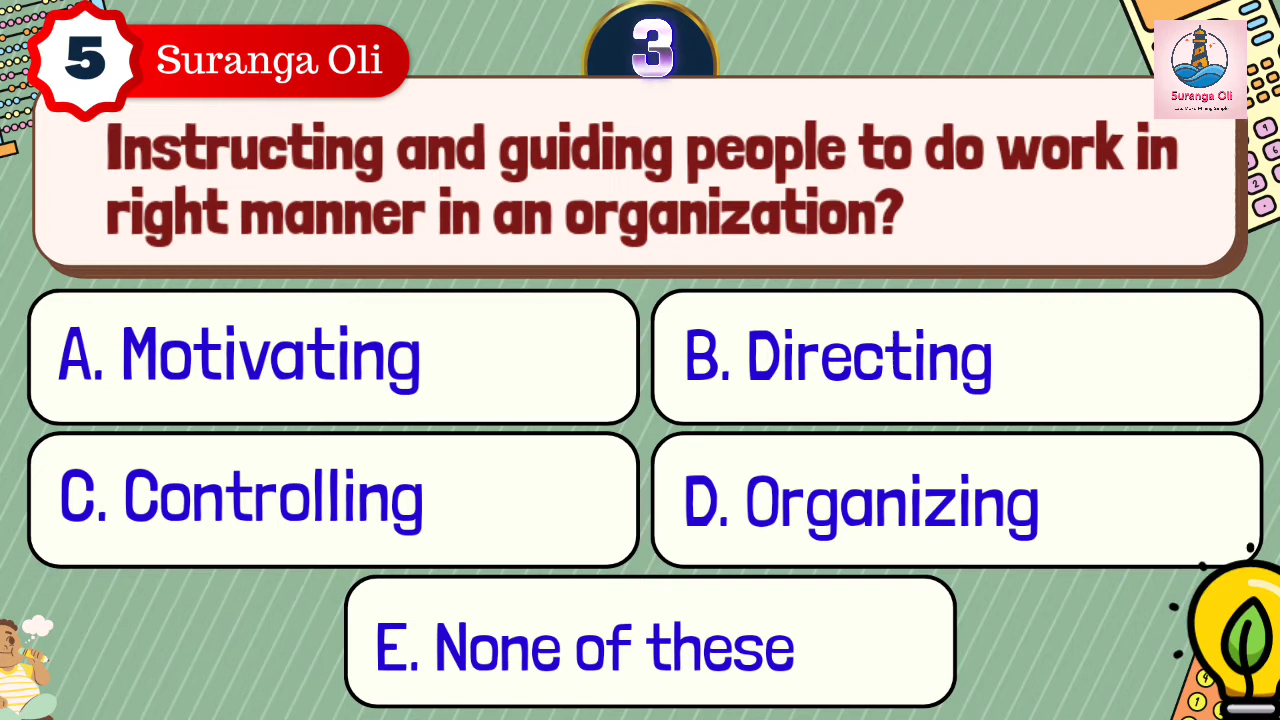 5
Suranga Oli
3
Suranga Oli
Instructing and guiding people to do work in
right manner in an organization?
A. Motivating
B. Directing
C. Controlling
D. Organizing
E. None of these